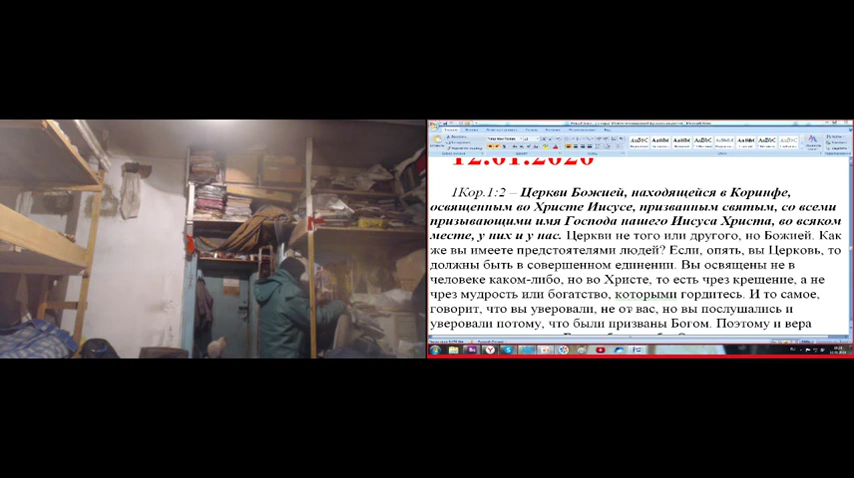 12.01.2020
1Кор.1:2 – Церкви Божией, находящейся в Коринфе,
освященным во Христе Иисусе, призванным святым, со всеми
призывающими имя Господа нашего Иисуса Христа, во всяком
месте, у них и у нас. Церкви не того или другого, но Божией. Как
же вы имеете предстоятелями людей? Если, опять, вы Церковь, то
должны быть в совершенном единении. Вы освящены не в
человеке каком-либо, но во Христе, то есть чрез крещение, а не
чрез мудрость или богатство, которыми гордитесь. И то самое,
говорит, что вы уверовали, не от вас, но вы послушались и
уверовали потому, что были призваны Богом. Поэтому и вера